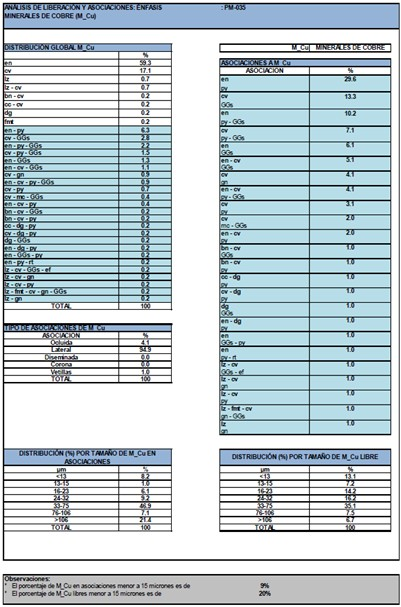 ANÁLISIS DE LIBERACIÓN Y ASOCIACIONES: ÉNFASIS : PM-035
MINERALES DE COBRE (M_Cu)
DISTRIBUCIÓN GLOBAL M_Cu
%
en 59.3
cv 17.1
lz 0.7
lz - cv 0.7
bn - cv 0.2
cc - cv 0.2
dg 0.2
fmt 0.2
en - py 6.3
cv - GGs 2.8
en - py - GGs 2.2
cv - py - GGs 1.5
en - GGs 1.3
en - cv - GGs 1.1
cv - gn 0.9
en - cv - py - GGs 0.9
cv - py 0.7
cv - mc - GGs 0.4
en - cv - py 0.4
bn - cv - GGs 0.2
bn - cv - py 0.2
cc - dg - py 0.2
cv - dg - py 0.2
dg - GGs 0.2
en - dg - py 0.2
en - GGs - py 0.2
en - py - rt 0.2
lz - cv - GGs - ef 0.2
lz - cv - gn 0.2
lz - cv - py 0.2
lz - fmt - cv - gn - GGs 0.2
lz - gn 0.2
TOTAL 100
TIPO DE ASOCIACIONES DE M_Cu
ASOCIACION %
Ocluida 4.1
Lateral 94.9
Diseminada 0.0
Corona 0.0
Vetillas 1.0
TOTAL 100
M_Cu MINERALES DE COBRE
ASOCIACIONES A M_Cu
ASOCIACION %
en 29.6
py
cv 13.3
GGs
en 10.2
py - GGs
cv 7.1
py - GGs
en 6.1
GGs
en - cv 5.1
GGs
cv 4.1
gn
en - cv 4.1
py - GGs
cv 3.1
py
cv 2.0
mc - GGs
en - cv 2.0
py
bn - cv 1.0
GGs
bn - cv 1.0
py
cc - dg 1.0
py
cv - dg 1.0
py
dg 1.0
GGs
en - dg 1.0
py
en 1.0
GGs - py
en 1.0
py - rt
lz - cv 1.0
GGs - ef
lz - cv 1.0
gn
lz - cv 1.0
py
lz - fmt - cv 1.0
gn - GGs
lz 1.0
gn
DISTRIBUCIÓN (%) POR TAMAÑO DE M_Cu EN
ASOCIACIONES
µm %
<13 8.2
13-15 1.0
16-23 6.1
24-32 9.2
33-75 46.9
76-106 7.1
>106 21.4
TOTAL 100
DISTRIBUCIÓN (%) POR TAMAÑO DE M_Cu LIBRE
µm %
<13 13.1
13-15 7.2
16-23 14.2
24-32 16.2
33-75 35.1
76-106 7.5
>106 6.7
TOTAL 100
Observaciones:
* El porcentaje de M_Cu en asociaciones menor a 15 micrones es de 9%
* El porcentaje de M_Cu libres menor a 15 micrones es de 20%